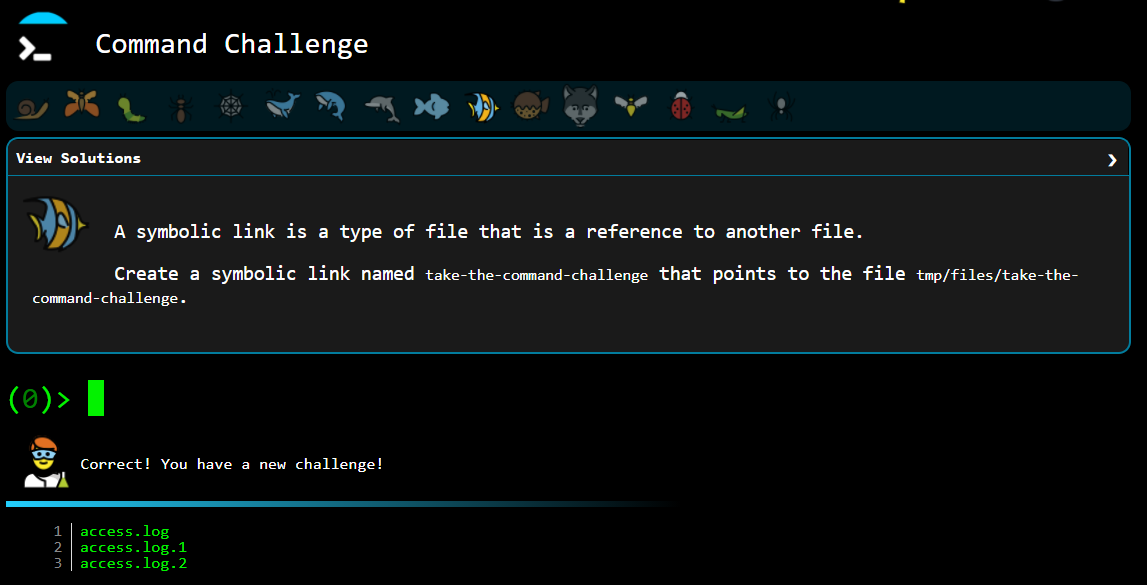 Command Challenge
View Solutions
A symbolic link is a type of file that is a reference to another file.
Create a symbolic link named take-the-command-challenge that points to the file tmp/files/take-the-
command-challenge.
(0)>
Correct! You have a new challenge!
1 access.log
2 access.log.1
3 access.log.2